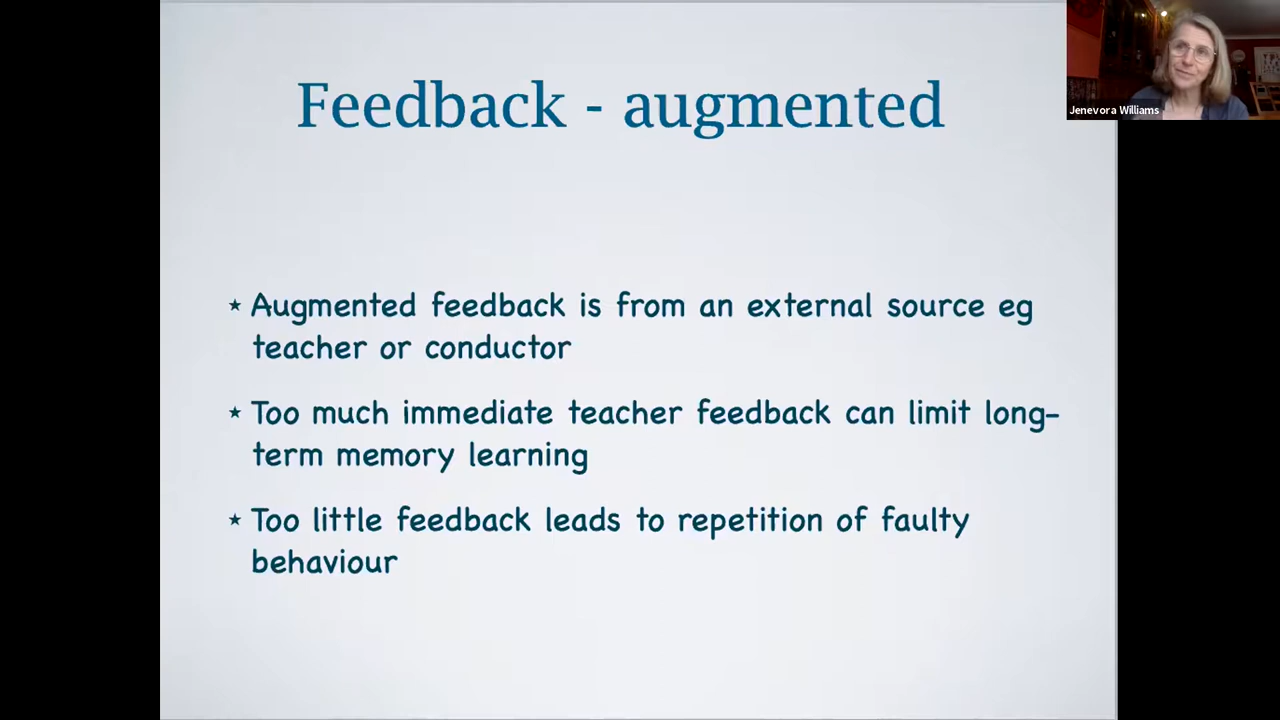 Feedback - augmented
Jenevora Williams
★ Augmented feedback is from an external source eg
teacher or conductor
★ Too much immediate teacher feedback can limit long-
term memory learning
★ Too little feedback leads to repetition of faulty
behaviour